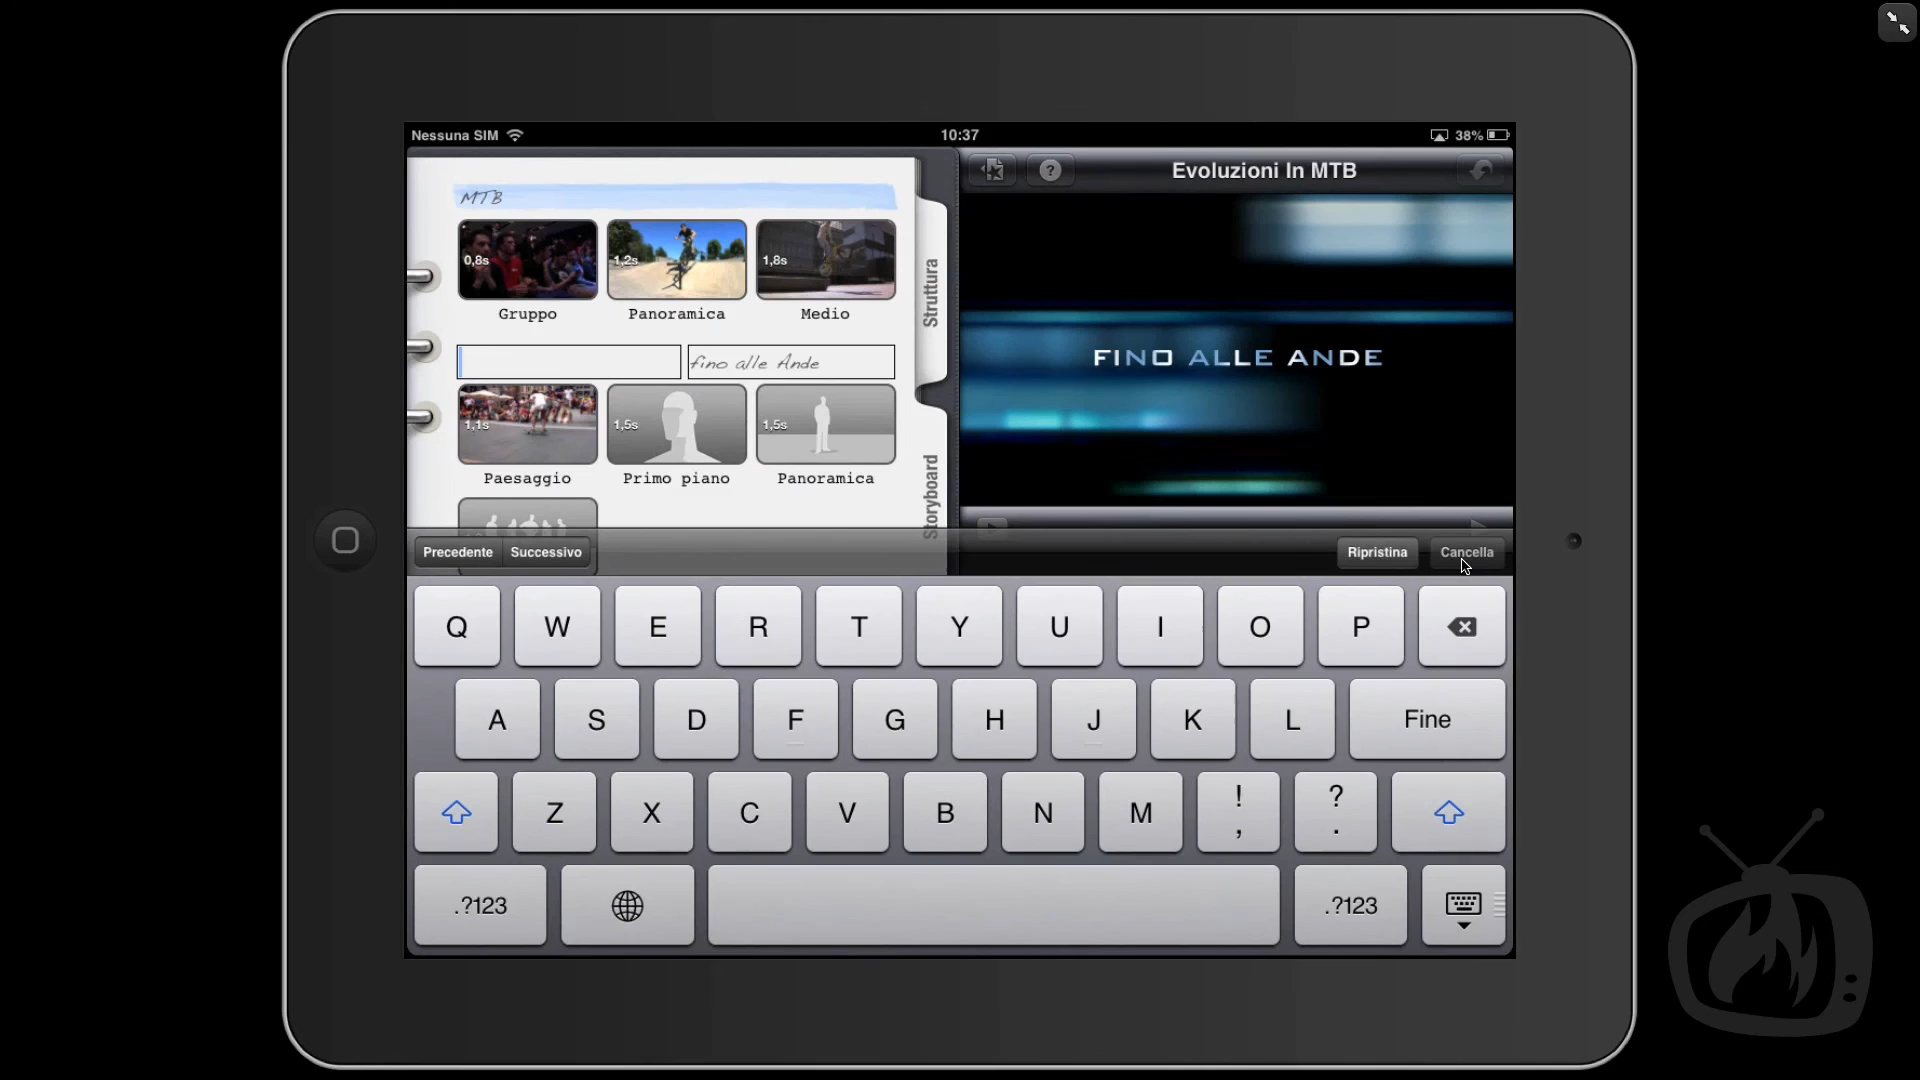 Nessuna SIM
10:37
38%
Evoluzioni In MTB
?
MTB
0,8s
1,2s
1,8s
Gruppo
Panoramica
Medio
Struttura
fino alle Ande
FINO ALLE ANDE
1,1s
1,5s
1,5s
Paesaggio
Primo piano
Panoramica
Storyboard
Precedente
Successivo
Ripristina
Cancella
Q W E R T Y U I O P
A S D F G H J K L Fine
Z X C V B N M ! , ? .
.?123
.?123